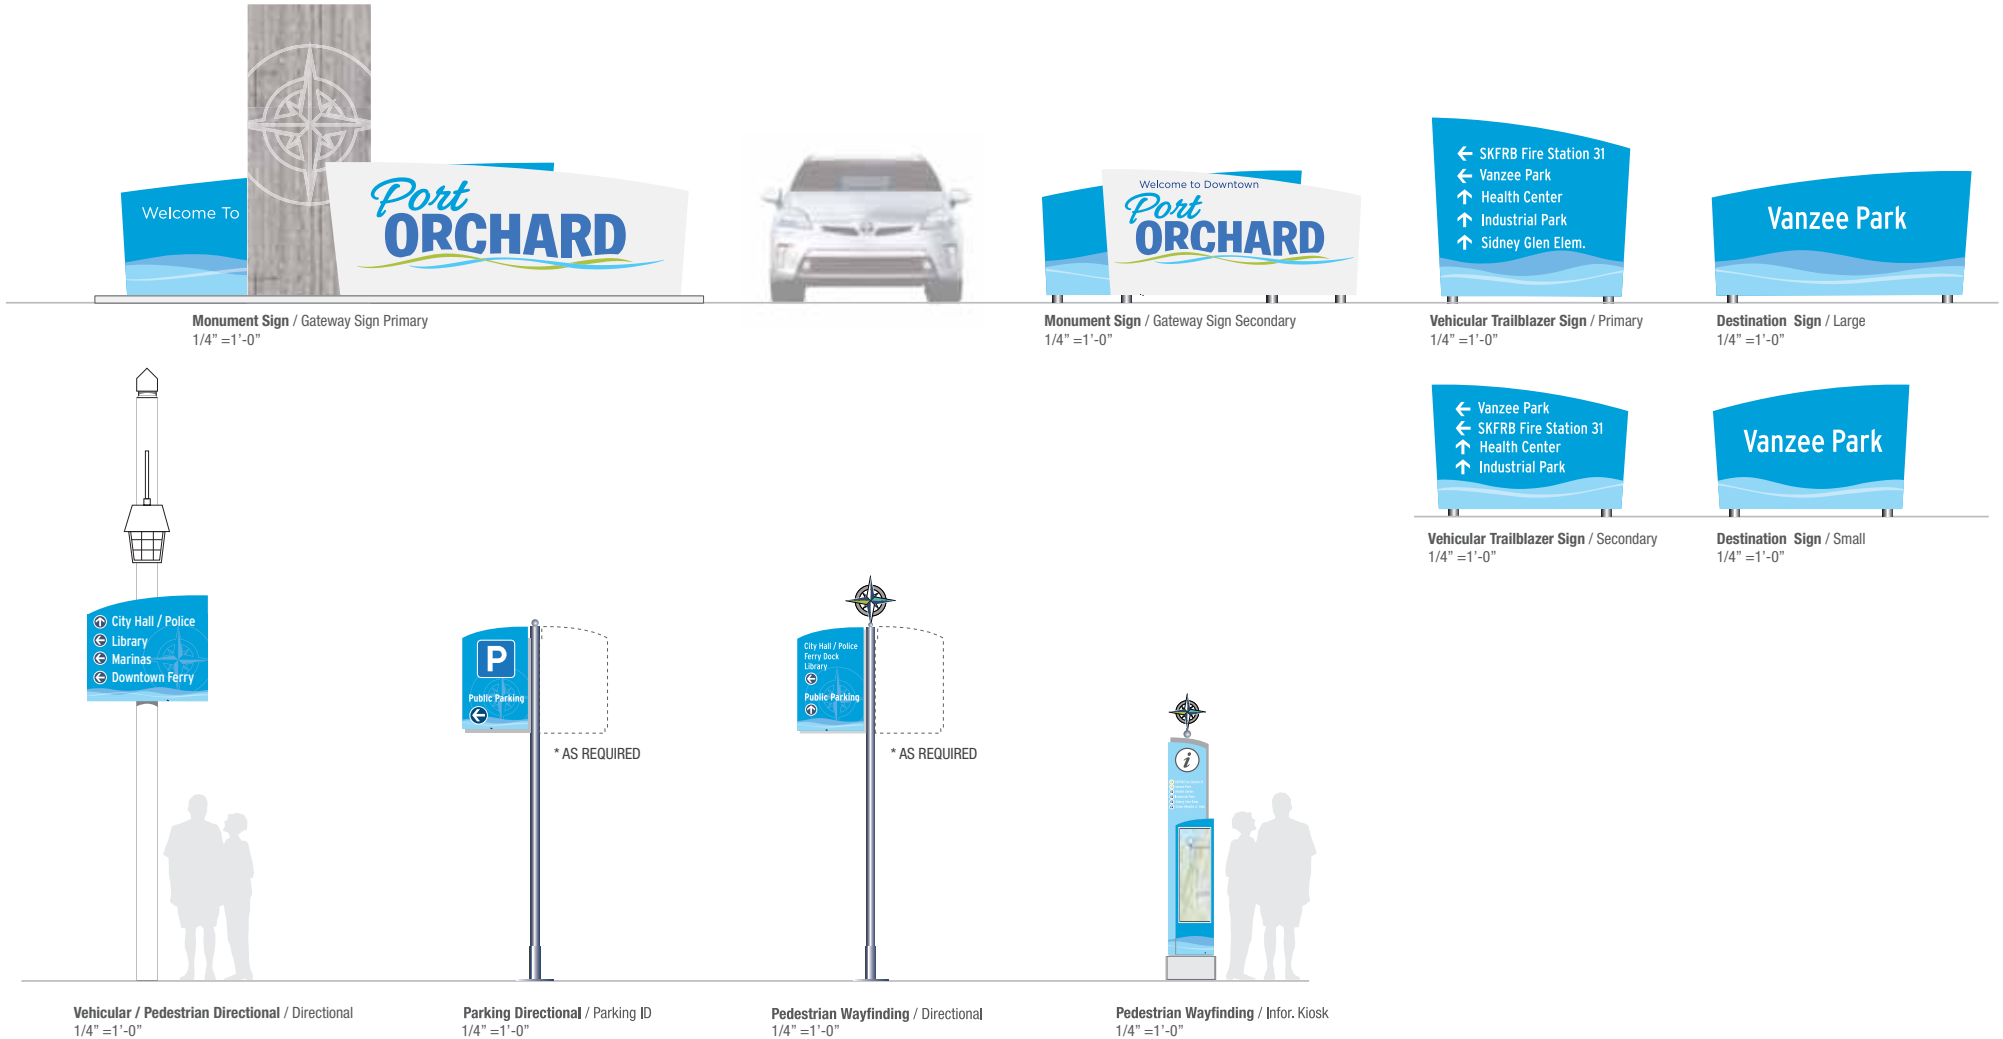 Welcome To
Port
ORCHARD
Monument Sign / Gateway Sign Primary
1/4” =1’-0”
Welcome to Downtown
Port
ORCHARD
Monument Sign / Gateway Sign Secondary
1/4” =1’-0”
← SKFRB Fire Station 31
← Vanzee Park
↑ Health Center
↑ Industrial Park
↑ Sidney Glen Elem.
Vehicular Trailblazer Sign / Primary
1/4” =1’-0”
Vanzee Park
Destination Sign / Large
1/4” =1’-0”
← Vanzee Park
← SKFRB Fire Station 31
↑ Health Center
↑ Industrial Park
Vehicular Trailblazer Sign / Secondary
1/4” =1’-0”
Vanzee Park
Destination Sign / Small
1/4” =1’-0”
↑ City Hall / Police
← Library
← Marinas
← Downtown Ferry
Vehicular / Pedestrian Directional / Directional
1/4” =1’-0”
P
Public Parking
←
* AS REQUIRED
Parking Directional / Parking ID
1/4” =1’-0”
City Hall / Police
Ferry Dock
Library
←
Public Parking
↑
* AS REQUIRED
Pedestrian Wayfinding / Directional
1/4” =1’-0”
i
Pedestrian Wayfinding / Infor. Kiosk
1/4” =1’-0”